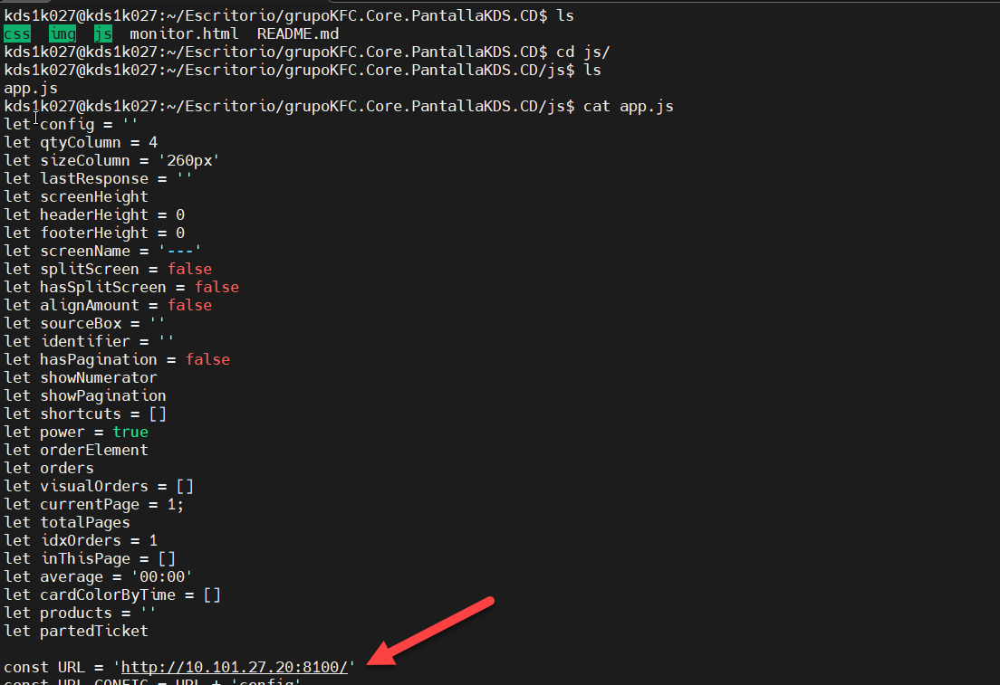 kds1k027@kds1k027:~/Escritorio/grupoKFC.Core.PantallaKDS.CD$ ls
css  img  js  monitor.html  README.md
kds1k027@kds1k027:~/Escritorio/grupoKFC.Core.PantallaKDS.CD$ cd js/
kds1k027@kds1k027:~/Escritorio/grupoKFC.Core.PantallaKDS.CD/js$ ls
app.js
kds1k027@kds1k027:~/Escritorio/grupoKFC.Core.PantallaKDS.CD/js$ cat app.js
let config = ''
let qtyColumn = 4
let sizeColumn = '260px'
let lastResponse = ''
let screenHeight
let headerHeight = 0
let footerHeight = 0
let screenName = '---'
let splitScreen = false
let hasSplitScreen = false
let alignAmount = false
let sourceBox = ''
let identifier = ''
let hasPagination = false
let showNumerator
let showPagination
let shortcuts = []
let power = true
let orderElement
let orders
let visualOrders = []
let currentPage = 1;
let totalPages
let idxOrders = 1
let inThisPage = []
let average = '00:00'
let cardColorByTime = []
let products = ''
let partedTicket
const URL = 'http://10.101.27.20:8100/'
const URL_CONFIG = URL + 'config'